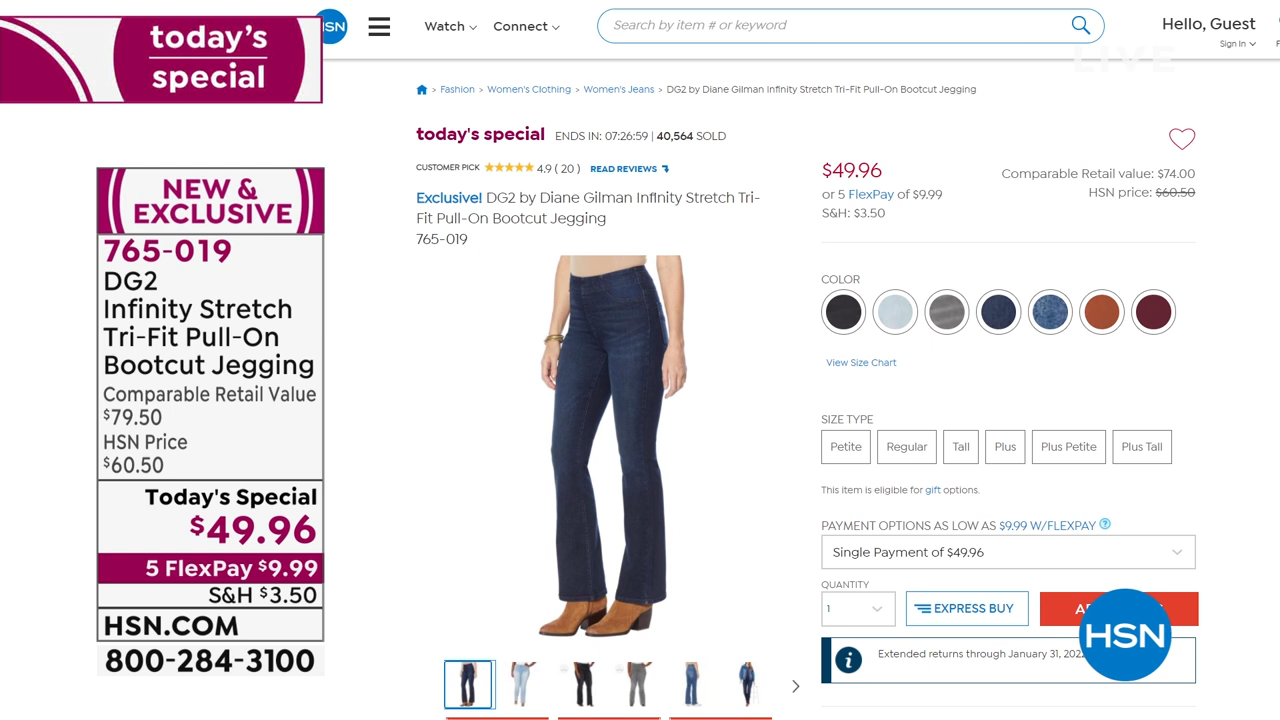 today's
special
HSN
Watch
Connect
Search by item # or keyword
Hello, Guest
Sign In
LIVE
> Fashion > Women's Clothing > Women's Jeans > DG2 by Diane Gilman Infinity Stretch Tri-Fit Pull-On Bootcut Jegging
today's special ENDS IN: 07:26:59 | 40,564 SOLD
CUSTOMER PICK 4.9 ( 20 ) READ REVIEWS
Exclusive! DG2 by Diane Gilman Infinity Stretch Tri-
Fit Pull-On Bootcut Jegging
765-019
$49.96
or 5 FlexPay of $9.99
S&H: $3.50
Comparable Retail value: $74.00
HSN price: $60.50
COLOR
View Size Chart
SIZE TYPE
Petite
Regular
Tall
Plus
Plus Petite
Plus Tall
This item is eligible for gift options.
PAYMENT OPTIONS AS LOW AS $9.99 W/FLEXPAY ?
Single Payment of $49.96
QUANTITY
1
EXPRESS BUY
Extended returns through January 31,
HSN
NEW &
EXCLUSIVE
765-019
DG2
Infinity Stretch
Tri-Fit Pull-On
Bootcut Jegging
Comparable Retail Value
$79.50
HSN Price
$60.50
Today's Special
$49.96
5 FlexPay $9.99
S&H $3.50
HSN.COM
800-284-3100